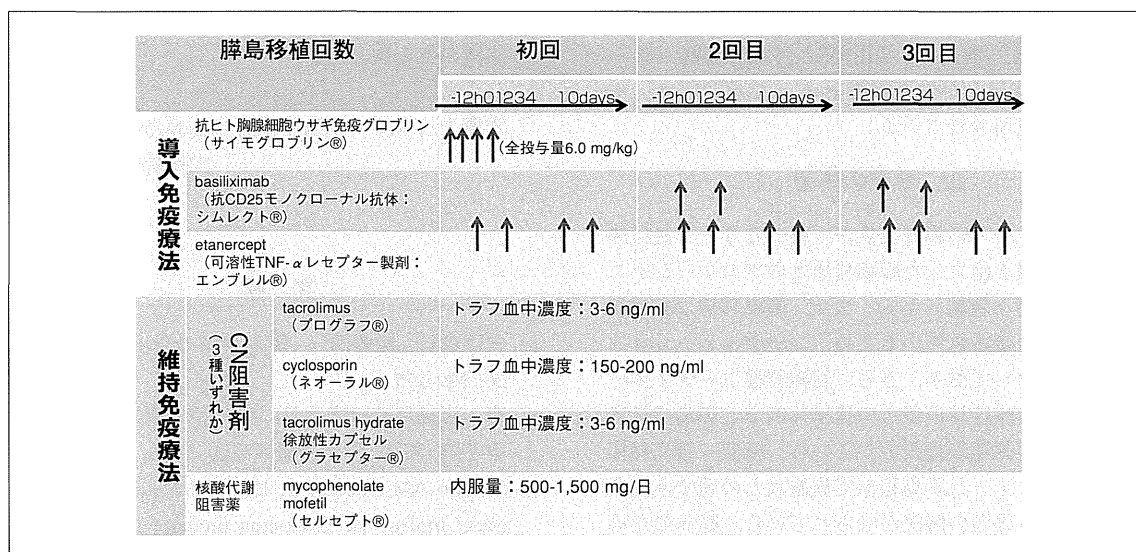 膵島移植回数
初回
2回目
3回目
-12h01234 10days
-12h01234 10days
-12h01234 10days
導入免疫療法
抗ヒト胸腺細胞ウサギ免疫グロブリン
（サイモグロブリン®）
(全投与量6.0 mg/kg)
basiliximab
（抗CD25モノクローナル抗体：
シムレクト®）
etanercept
（可溶性TNF-αレセプター製剤：
エンブレル®）
維持免疫療法
CN阻害剤
（3種いずれか）
tacrolimus
（プログラフ®）
トラフ血中濃度：3-6 ng/ml
cyclosporin
（ネオーラル®）
トラフ血中濃度：150-200 ng/ml
tacrolimus hydrate
徐放性カプセル
（グラセプター®）
トラフ血中濃度：3-6 ng/ml
核酸代謝
阻害薬
mycophenolate
mofetil
（セルセプト®）
内服量：500-1,500 mg/日